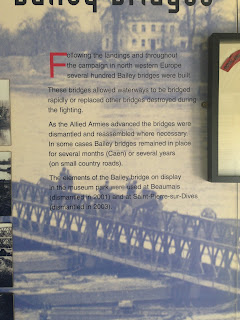 Bailey Bridges
Following the landings and throughout
the campaign in north western Europe
several hundred Bailey bridges were built.
These bridges allowed waterways to be bridged
rapidly or replaced other bridges destroyed during
the fighting.
As the Allied Armies advanced the bridges were
dismantled and reassembled where necessary.
In some cases Bailey bridges remained in place
for several months (Caen) or several years
(on small country roads).
The elements of the Bailey bridge on display
in the museum park were used at Beaumais
(dismantled in 2001) and at Saint-Pierre-sur-Dives
(dismantled in 2003).